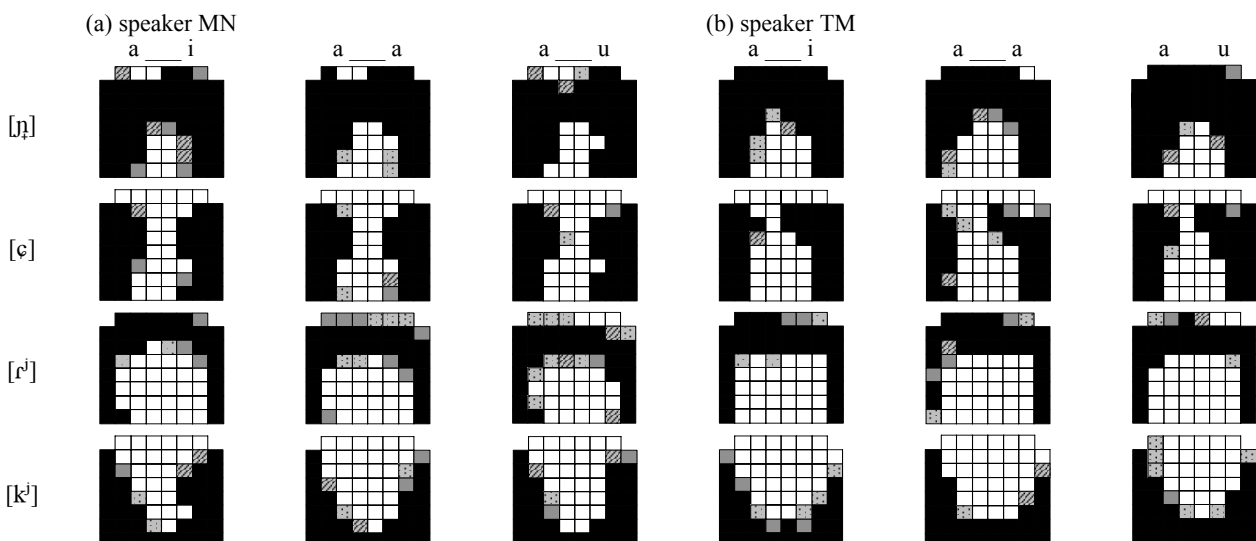 (a) speaker MN (b) speaker TM
a ___ i a ___ a a ___ u a ___ i a ___ a a u
[ɲ̟]
[ɕ]
[ɾʲ]
[kʲ]